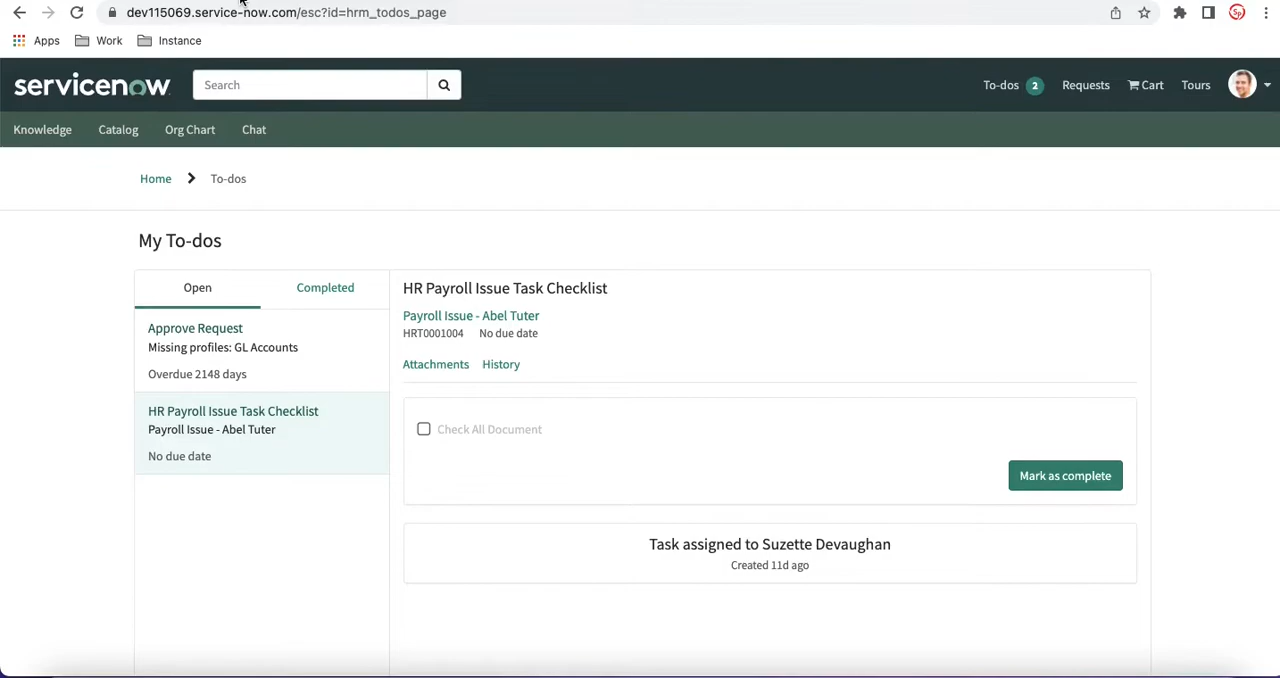 dev115069.service-now.com/esc?id=hrm_todos_page
Apps Work Instance
servicenow Search To-dos 2 Requests Cart Tours
Knowledge Catalog Org Chart Chat
Home To-dos
My To-dos
Open Completed
Approve Request
Missing profiles: GL Accounts
Overdue 2148 days
HR Payroll Issue Task Checklist
Payroll Issue - Abel Tuter
No due date
HR Payroll Issue Task Checklist
Payroll Issue - Abel Tuter
HRT0001004 No due date
Attachments History
Check All Document
Mark as complete
Task assigned to Suzette Devaughan
Created 11d ago